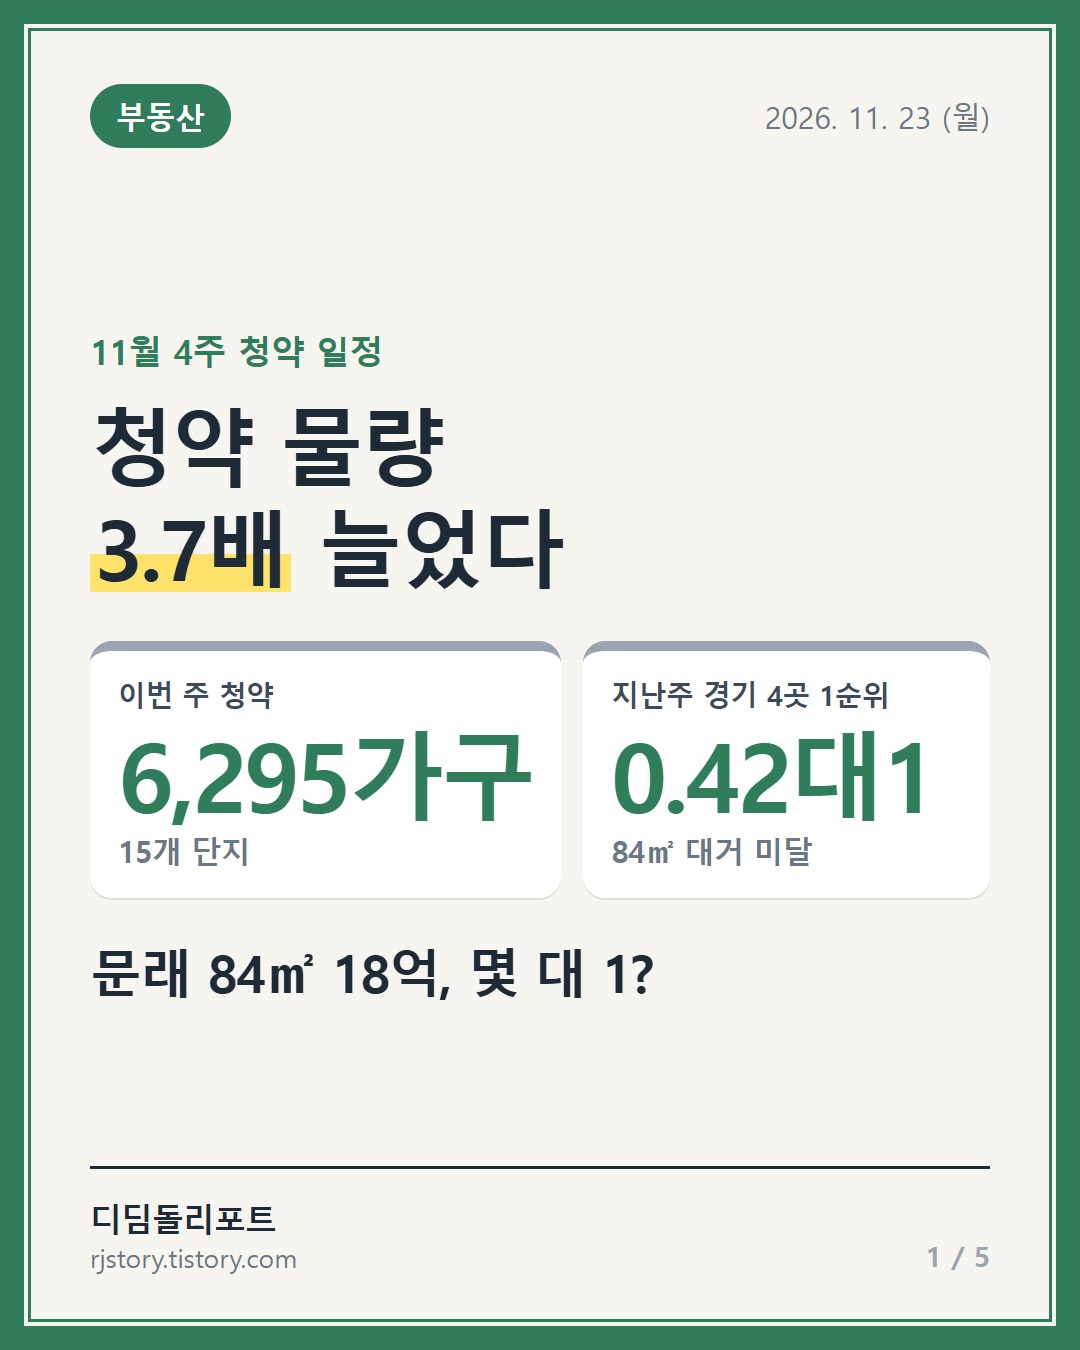 부동산
2026. 11. 23 (월)
11월 4주 청약 일정
청약 물량
3.7배 늘었다
이번 주 청약
6,295가구
15개 단지
지난주 경기 4곳 1순위
0.42대1
84㎡ 대거 미달
문래 84㎡ 18억, 몇 대 1?
디딤돌리포트
rjstory.tistory.com
1 / 5